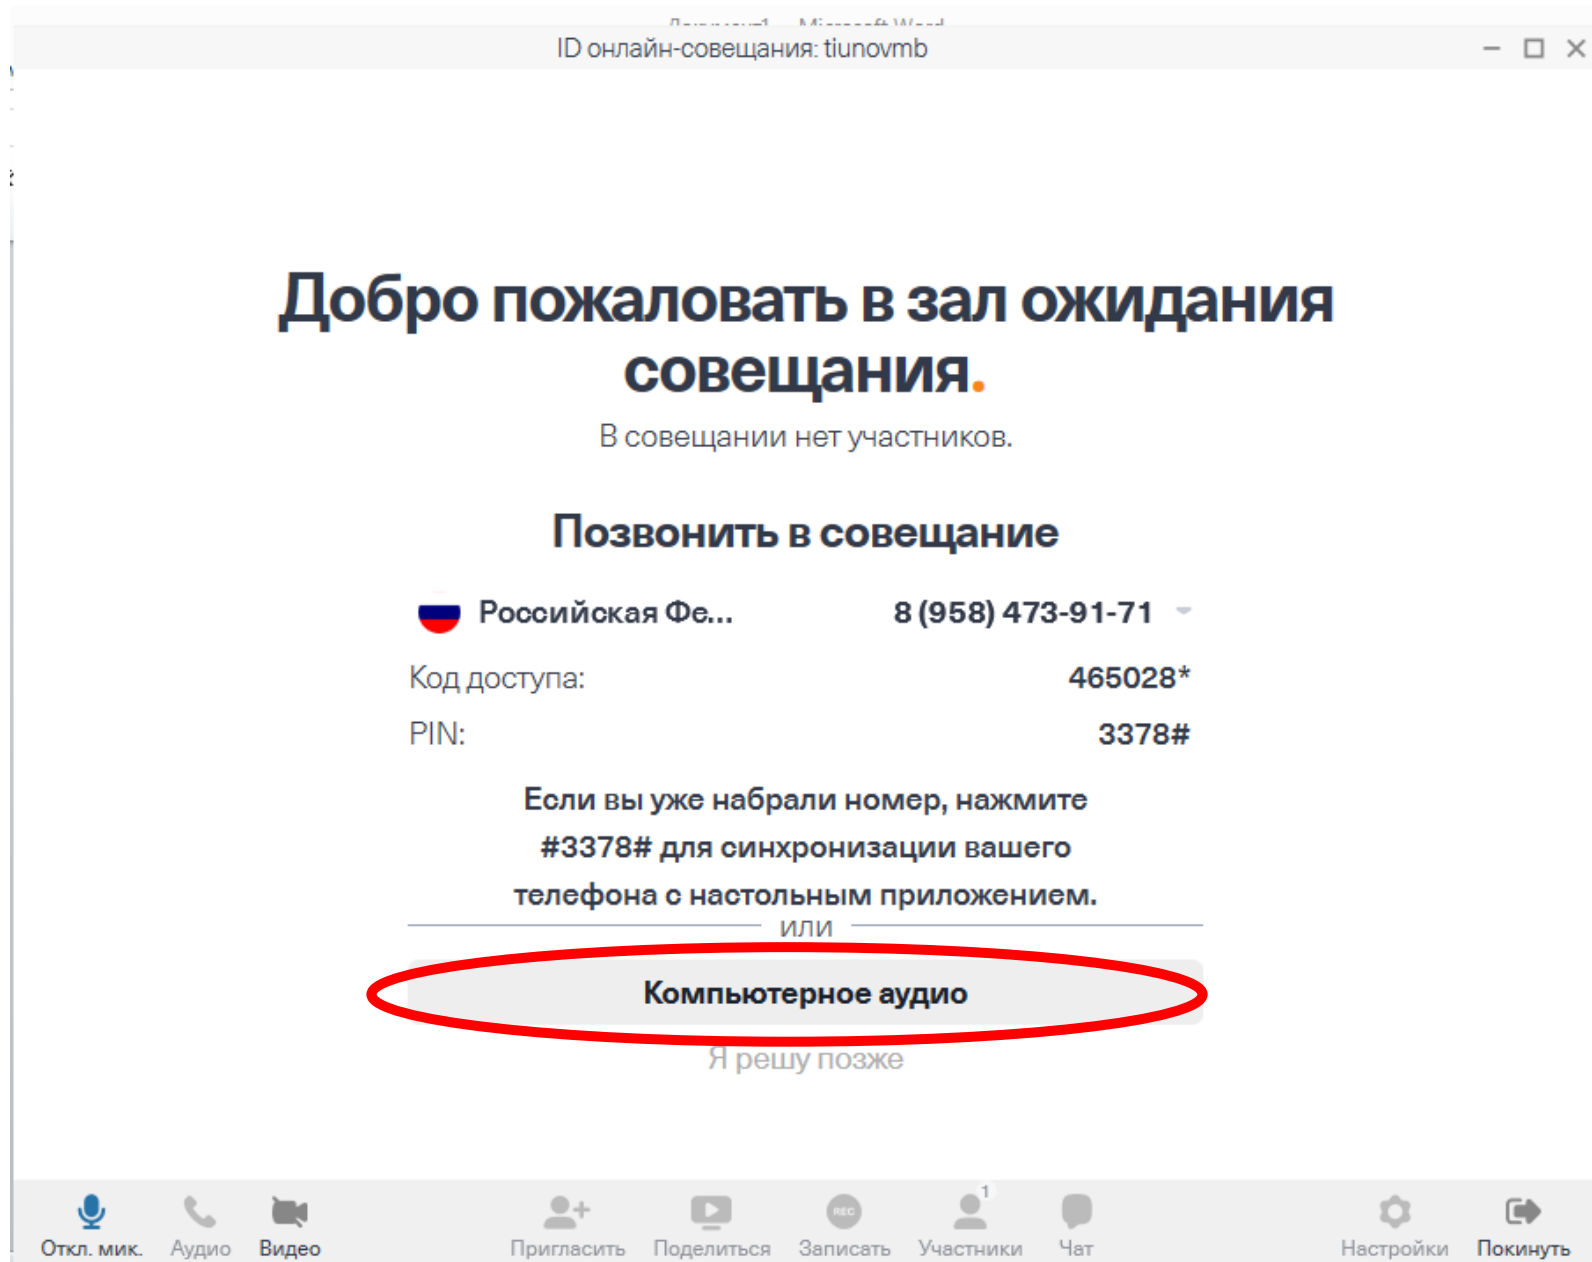 ID онлайн-совещания: tiunovmb
Добро пожаловать в зал ожидания
совещания.
В совещании нет участников.
Позвонить в совещание
Российская Фе... 8 (958) 473-91-71
Код доступа: 465028*
PIN: 3378#
Если вы уже набрали номер, нажмите
#3378# для синхронизации вашего
телефона с настольным приложением.
или
Компьютерное аудио
Я решу позже
REC 1
Откл. мик. Аудио Видео Пригласить Поделиться Записать Участники Чат Настройки Покинуть